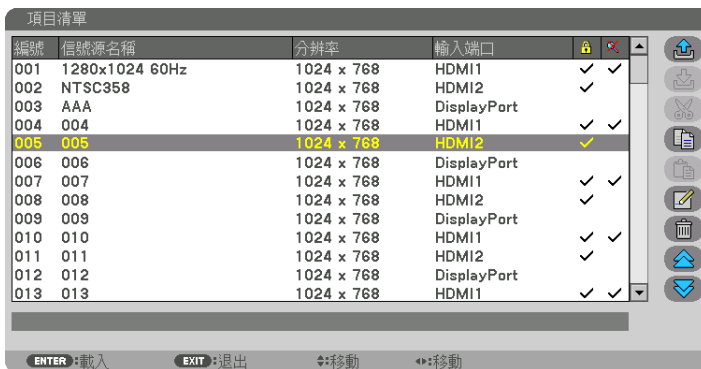 項目清單
編號 信號源名稱 分辨率 輸入端口
001 1280x1024 60Hz 1024 x 768 HDMI1 ✓ ✓
002 NTSC358 1024 x 768 HDMI2 ✓
003 AAA 1024 x 768 DisplayPort
004 004 1024 x 768 HDMI1 ✓ ✓
005 005 1024 x 768 HDMI2 ✓
006 006 1024 x 768 DisplayPort
007 007 1024 x 768 HDMI1 ✓ ✓
008 008 1024 x 768 HDMI2 ✓
009 009 1024 x 768 DisplayPort
010 010 1024 x 768 HDMI1 ✓ ✓
011 011 1024 x 768 HDMI2 ✓
012 012 1024 x 768 DisplayPort
013 013 1024 x 768 HDMI1 ✓ ✓
ENTER :載入 EXIT :退出 :移動 :移動